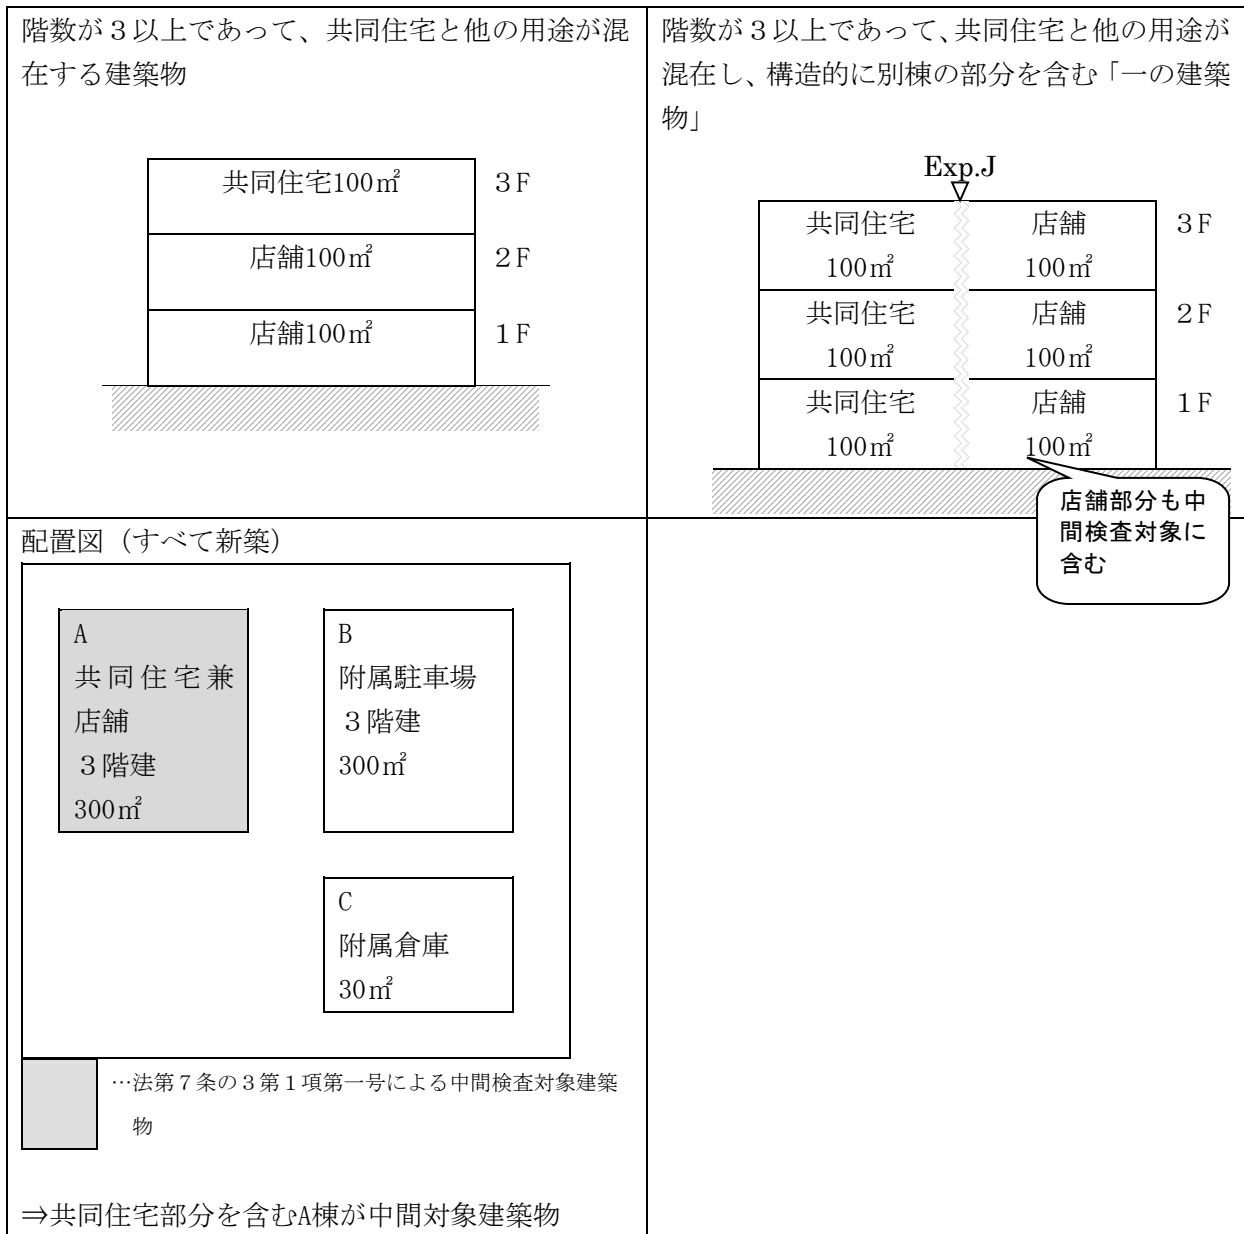 階数が３以上であって、共同住宅と他の用途が混
在する建築物
共同住宅100㎡
3F
店舗100㎡
2F
店舗100㎡
1F
階数が３以上であって、共同住宅と他の用途が
混在し、構造的に別棟の部分を含む「一の建築
物」
Exp.J
共同住宅
100㎡
店舗
100㎡
3F
共同住宅
100㎡
店舗
100㎡
2F
共同住宅
100㎡
店舗
100㎡
1F
店舗部分も中
間検査対象に
含む
配置図（すべて新築）
A
共同住宅兼
店舗
３階建
300㎡
B
附属駐車場
３階建
300㎡
C
附属倉庫
30㎡
…法第７条の３第１項第一号による中間検査対象建築
物
⇒共同住宅部分を含むA棟が中間対象建築物